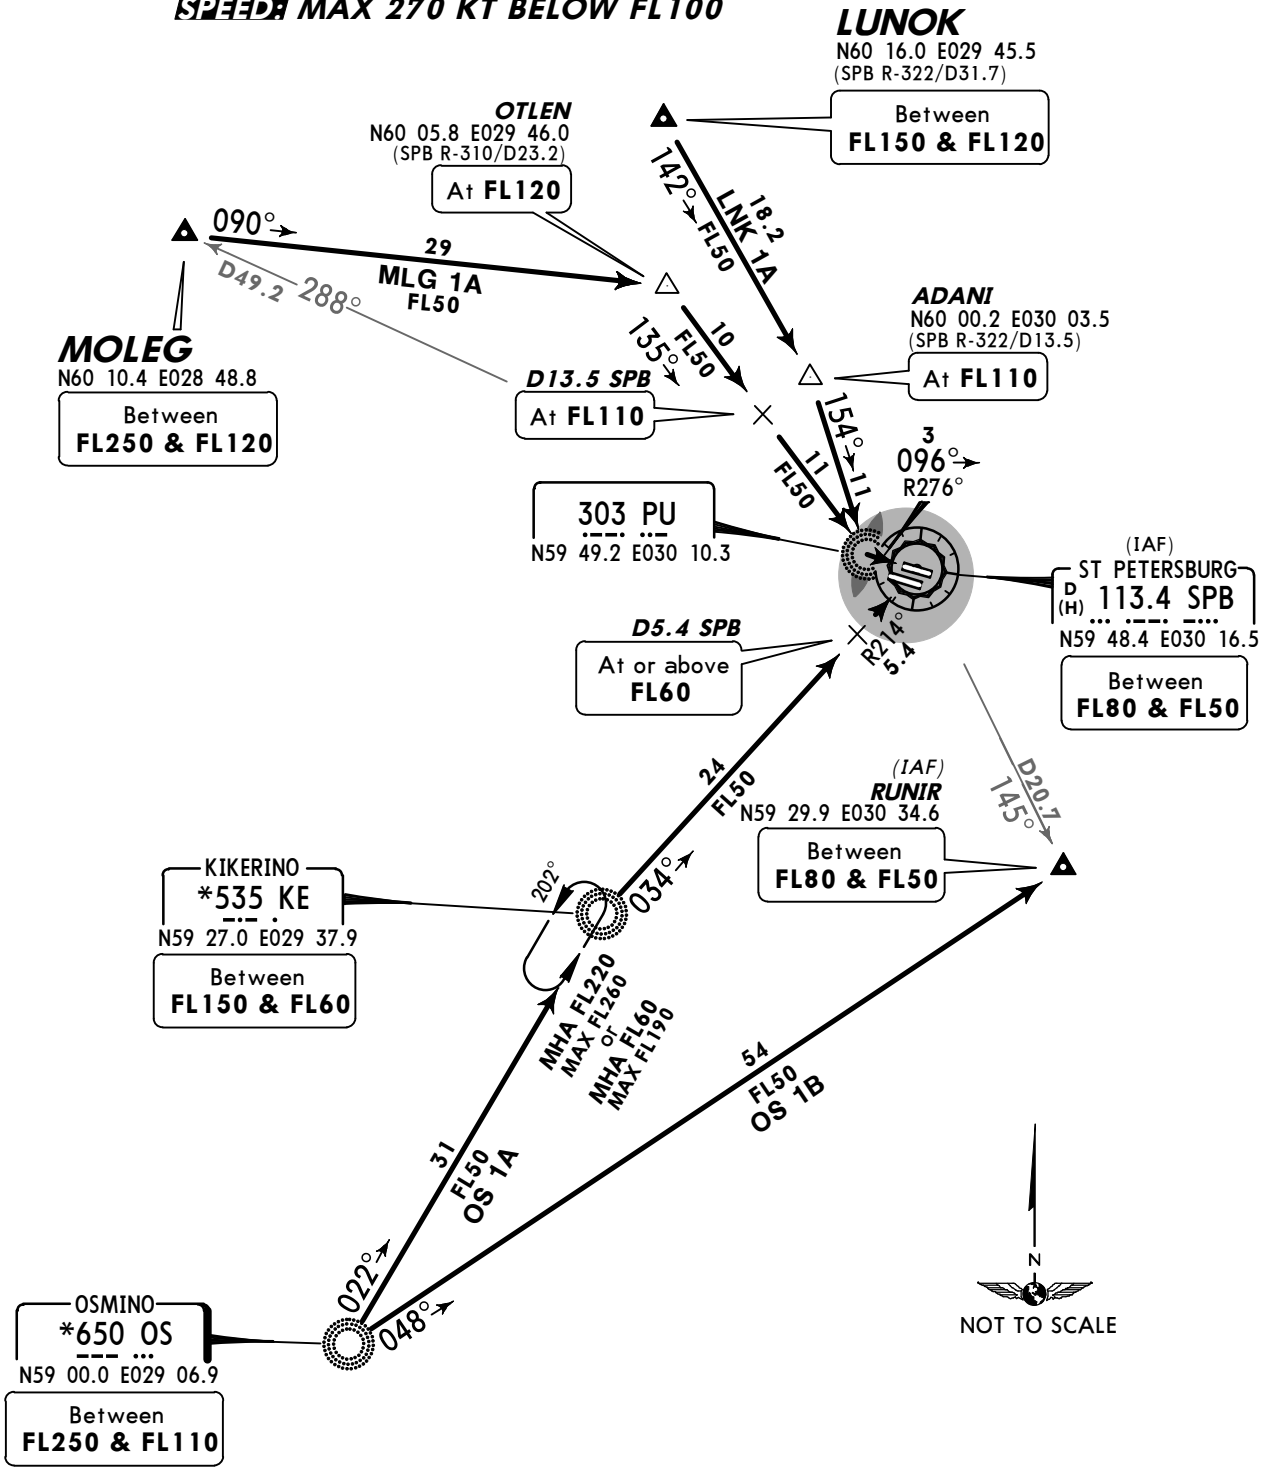 SPEED: MAX 270 KT BELOW FL100
LUNOK
N60 16.0 E029 45.5
(SPB R-322/D31.7)
Between
FL150 & FL120
OTLEN
N60 05.8 E029 46.0
(SPB R-310/D23.2)
At FL120
142°
FL50
18.2
LNK 1A
090°
29
MLG 1A
FL50
D49.2
288°
MOLEG
N60 10.4 E028 48.8
Between
FL250 & FL120
10
FL50
135°
ADANI
N60 00.2 E030 03.5
(SPB R-322/D13.5)
At FL110
D13.5 SPB
At FL110
154°
11
11
FL50
3
096°
R276°
303 PU
N59 49.2 E030 10.3
(IAF)
ST PETERSBURG
D
(H) 113.4 SPB
N59 48.4 E030 16.5
Between
FL80 & FL50
D5.4 SPB
At or above
FL60
R214°
5.4
24
FL50
(IAF)
RUNIR
N59 29.9 E030 34.6
Between
FL80 & FL50
D20.7
145°
KIKERINO
*535 KE
N59 27.0 E029 37.9
Between
FL150 & FL60
202°
034°
MHA FL220
MAX FL260
or
MHA FL60
MAX FL190
54
FL50
OS 1B
31
FL50
OS 1A
022°
048°
OSMINO
*650 OS
N59 00.0 E029 06.9
Between
FL250 & FL110
N
NOT TO SCALE